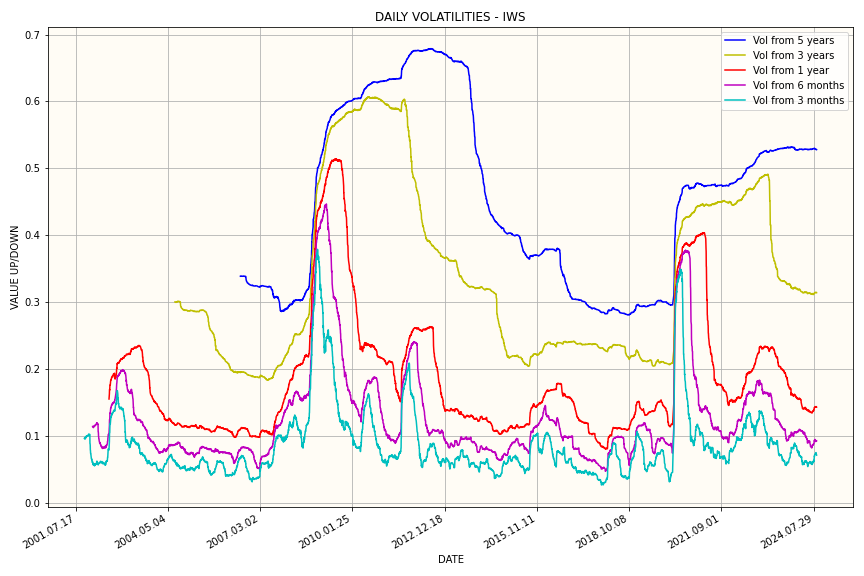 DAILY VOLATILITIES - IWS
Vol from 5 years
Vol from 3 years
Vol from 1 year
Vol from 6 months
Vol from 3 months
VALUE UP/DOWN
0.7
0.6
0.5
0.4
0.3
0.2
0.1
0.0
2001.07.17
2004.05.04
2007.03.02
2010.01.25
2012.12.18
2015.11.11
2018.10.08
2021.09.01
2024.07.29
DATE